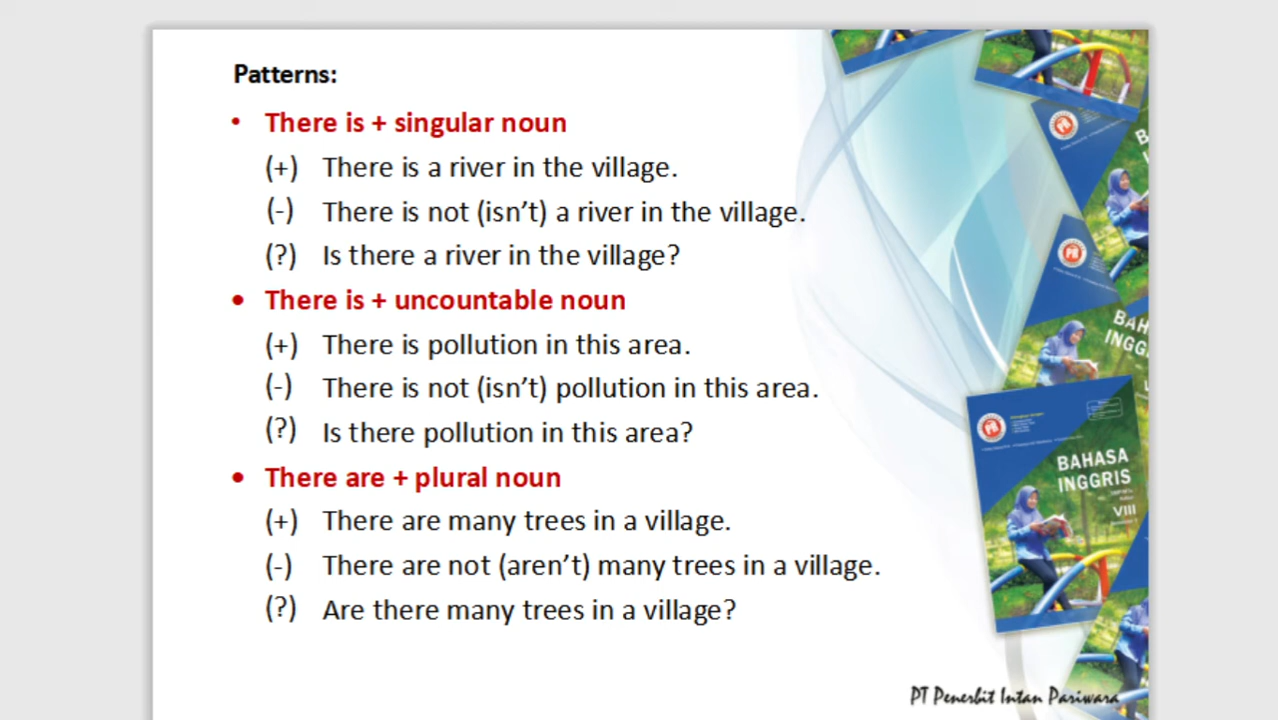 Patterns:
• There is + singular noun
(+) There is a river in the village.
(-) There is not (isn’t) a river in the village.
(?) Is there a river in the village?
• There is + uncountable noun
(+) There is pollution in this area.
(-) There is not (isn’t) pollution in this area.
(?) Is there pollution in this area?
• There are + plural noun
(+) There are many trees in a village.
(-) There are not (aren’t) many trees in a village.
(?) Are there many trees in a village?
BAHASA
INGGRIS
VIII
PT Penerbit Intan Pariwara